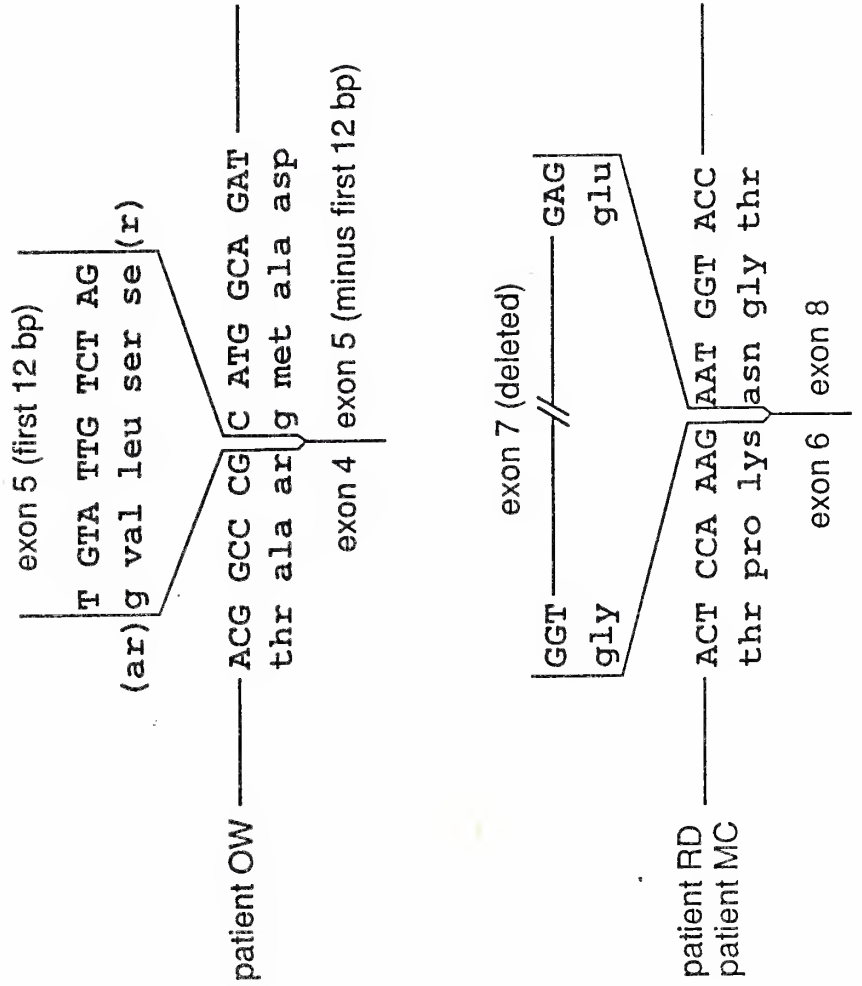 exon 5 (first 12 bp)
T GTA TTG TCT AG
(ar)g val leu ser se(r)
patient OW
ACG GCC CG C ATG GCA GAT
thr ala ar g met ala asp
exon 4 exon 5 (minus first 12 bp)
exon 7 (deleted)
GGT GAG
gly glu
patient RD
patient MC
ACT CCA AAG AAT GGT ACC
thr pro lys asn gly thr
exon 6 exon 8